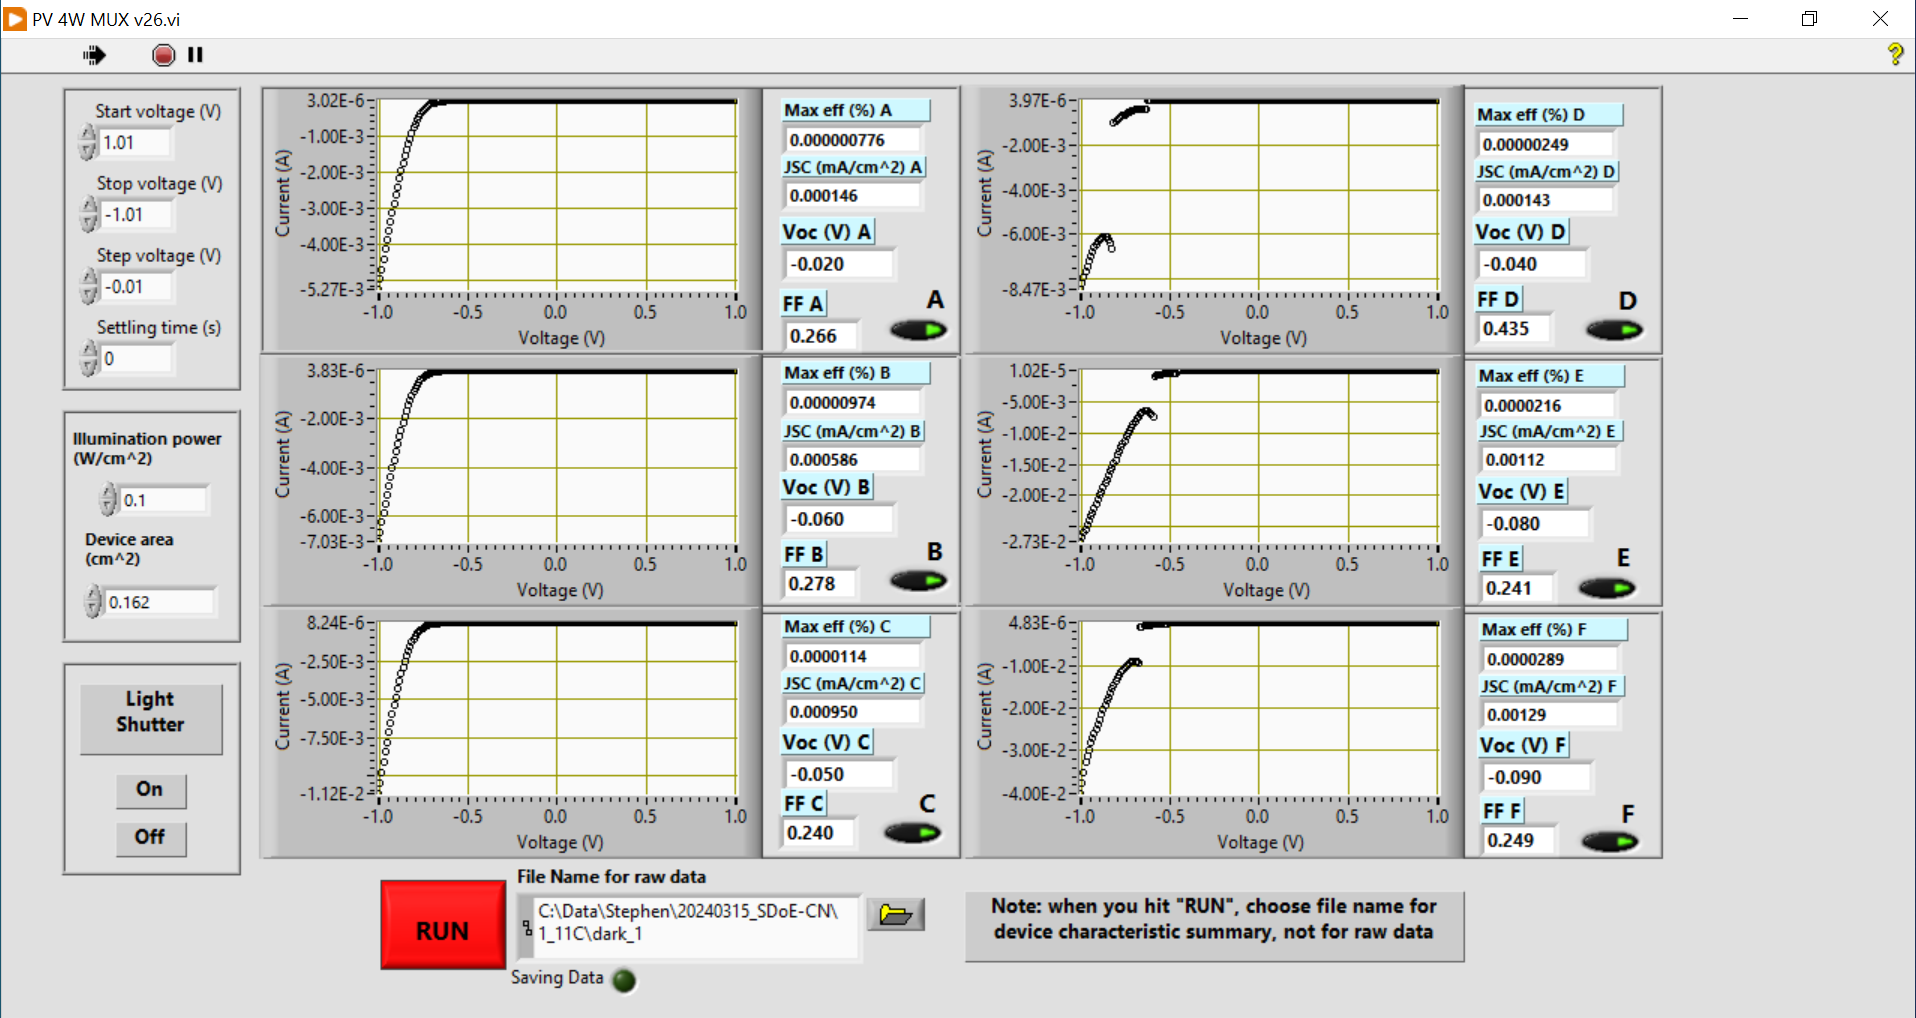 PV 4W MUX v26.vi
?
Start voltage (V)
1.01
Stop voltage (V)
-1.01
Step voltage (V)
-0.01
Settling time (s)
0
Illumination power
(W/cm^2)
0.1
Device area
(cm^2)
0.162
Light
Shutter
On
Off
3.02E-6
-1.00E-3
-2.00E-3
-3.00E-3
-4.00E-3
-5.27E-3
Current (A)
-1.0 -0.5 0.0 0.5 1.0
Voltage (V)
Max eff (%) A
0.000000776
JSC (mA/cm^2) A
0.000146
Voc (V) A
-0.020
FF A
0.266
A
3.97E-6
-2.00E-3
-4.00E-3
-6.00E-3
-8.47E-3
Current (A)
-1.0 -0.5 0.0 0.5 1.0
Voltage (V)
Max eff (%) D
0.00000249
JSC (mA/cm^2) D
0.000143
Voc (V) D
-0.040
FF D
0.435
D
3.83E-6
-2.00E-3
-4.00E-3
-6.00E-3
-7.03E-3
Current (A)
-1.0 -0.5 0.0 0.5 1.0
Voltage (V)
Max eff (%) B
0.00000974
JSC (mA/cm^2) B
0.000586
Voc (V) B
-0.060
FF B
0.278
B
1.02E-5
-5.00E-3
-1.00E-2
-1.50E-2
-2.00E-2
-2.73E-2
Current (A)
-1.0 -0.5 0.0 0.5 1.0
Voltage (V)
Max eff (%) E
0.0000216
JSC (mA/cm^2) E
0.00112
Voc (V) E
-0.080
FF E
0.241
E
8.24E-6
-2.50E-3
-5.00E-3
-7.50E-3
-1.12E-2
Current (A)
-1.0 -0.5 0.0 0.5 1.0
Voltage (V)
Max eff (%) C
0.0000114
JSC (mA/cm^2) C
0.000950
Voc (V) C
-0.050
FF C
0.240
C
4.83E-6
-1.00E-2
-2.00E-2
-3.00E-2
-4.00E-2
Current (A)
-1.0 -0.5 0.0 0.5 1.0
Voltage (V)
Max eff (%) F
0.0000289
JSC (mA/cm^2) F
0.00129
Voc (V) F
-0.090
FF F
0.249
F
RUN
File Name for raw data
C:\Data\Stephen\20240315_SDoE-CN\
1_11C\dark_1
Saving Data
Note: when you hit "RUN", choose file name for
device characteristic summary, not for raw data